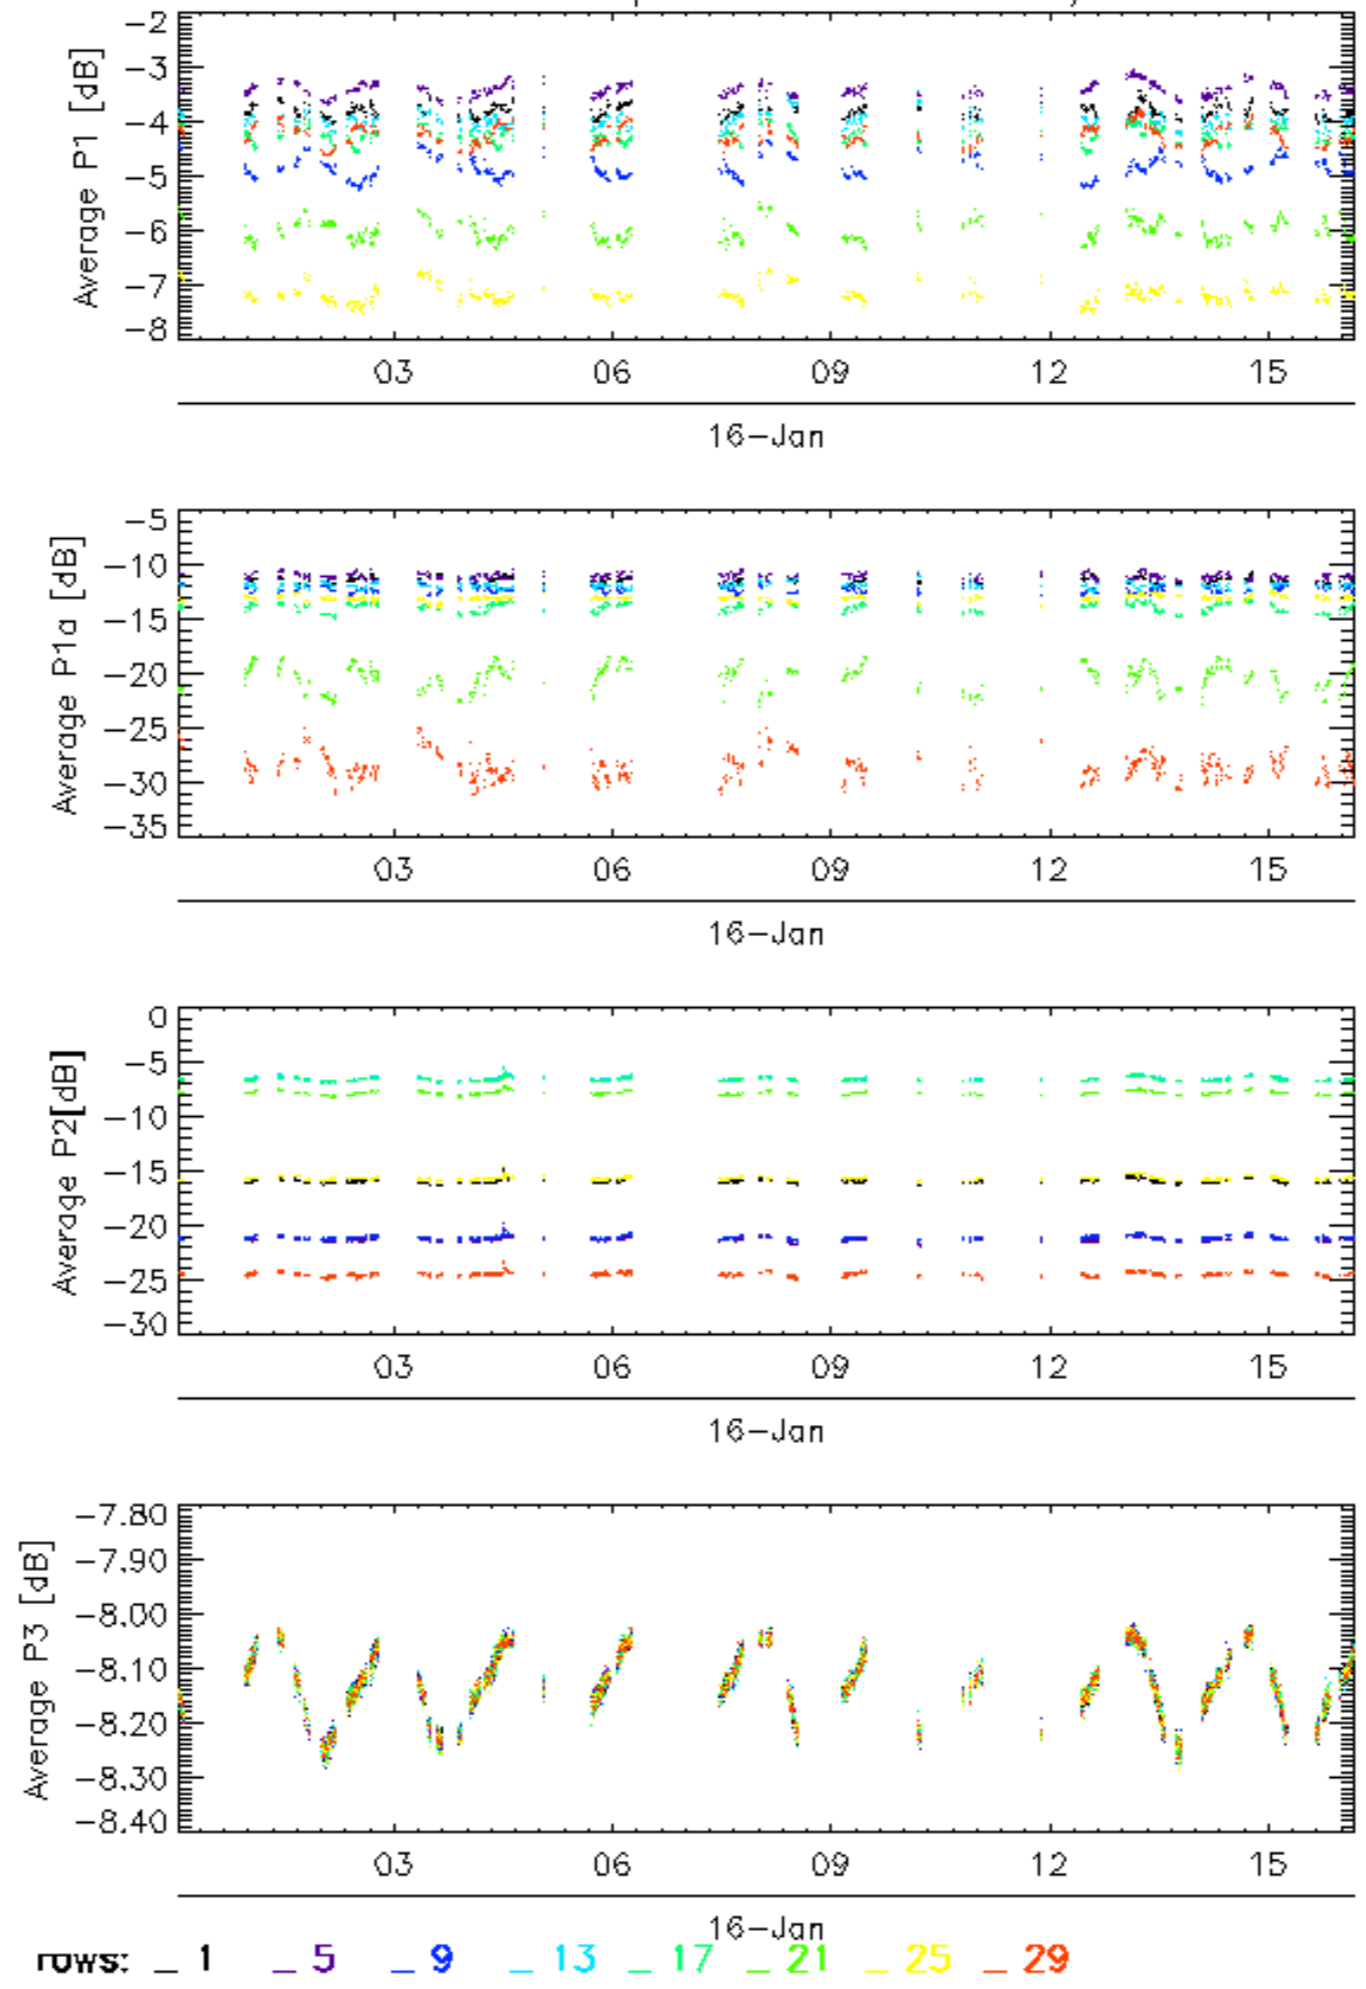 -2
-3
-4
-5
-6
-7
-8
Average P1 [dB]
03 06 09 12 15
16-Jan
-5
-10
-15
-20
-25
-30
-35
Average P1a [dB]
03 06 09 12 15
16-Jan
0
-5
-10
-15
-20
-25
-30
Average P2[dB]
03 06 09 12 15
16-Jan
-7.80
-7.90
-8.00
-8.10
-8.20
-8.30
-8.40
Average P3 [dB]
03 06 09 12 15
16-Jan
rows: _ 1 _ 5 _ 9 _ 13 _ 17 _ 21 _ 25 _ 29